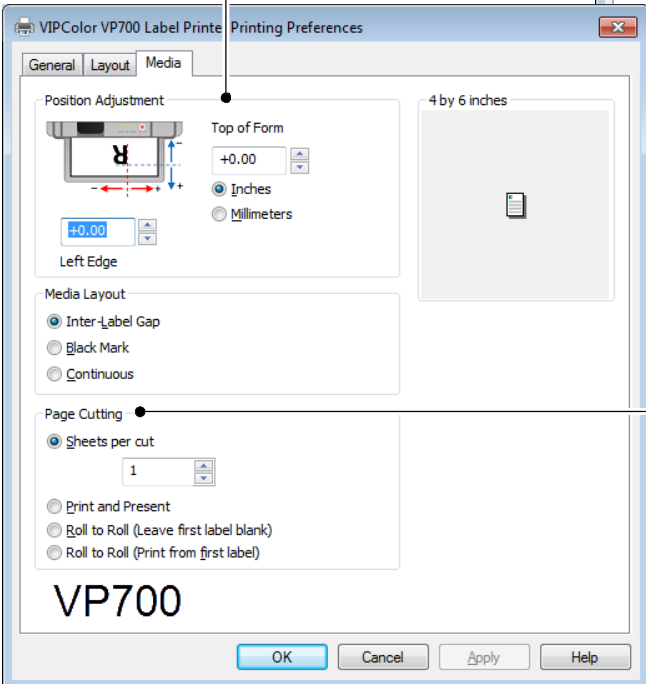 VIPColor VP700 Label Printer Printing Preferences
General Layout Media
Position Adjustment
R
Top of Form
+0.00
Inches
Millimeters
+0.00
Left Edge
4 by 6 inches
Media Layout
Inter-Label Gap
Black Mark
Continuous
Page Cutting
Sheets per cut
1
Print and Present
Roll to Roll (Leave first label blank)
Roll to Roll (Print from first label)
VP700
OK Cancel Apply Help